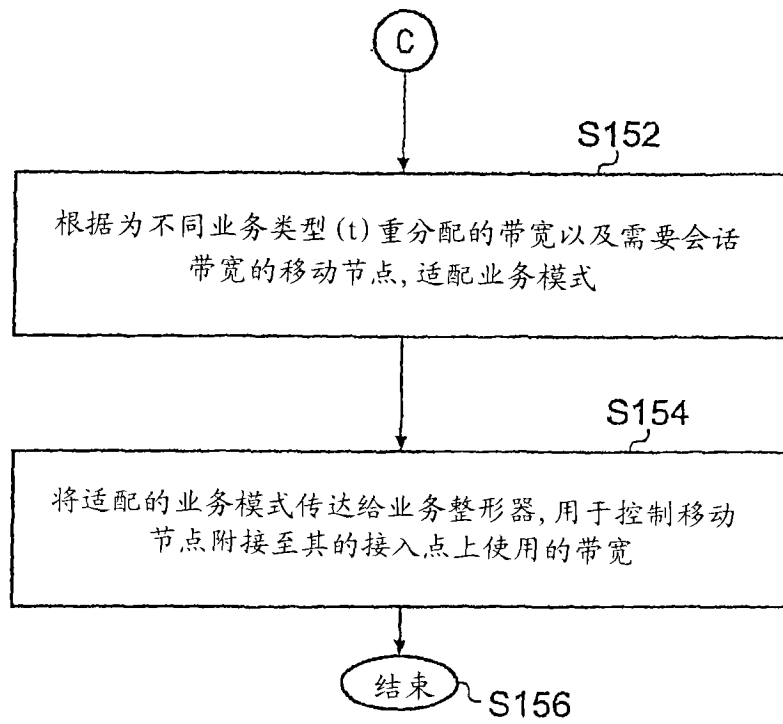 C
S152
根据为不同业务类型(t)重分配的带宽以及需要会话
带宽的移动节点,适配业务模式
S154
将适配的业务模式传达给业务整形器,用于控制移动
节点附接至其的接入点上使用的带宽
结束
S156